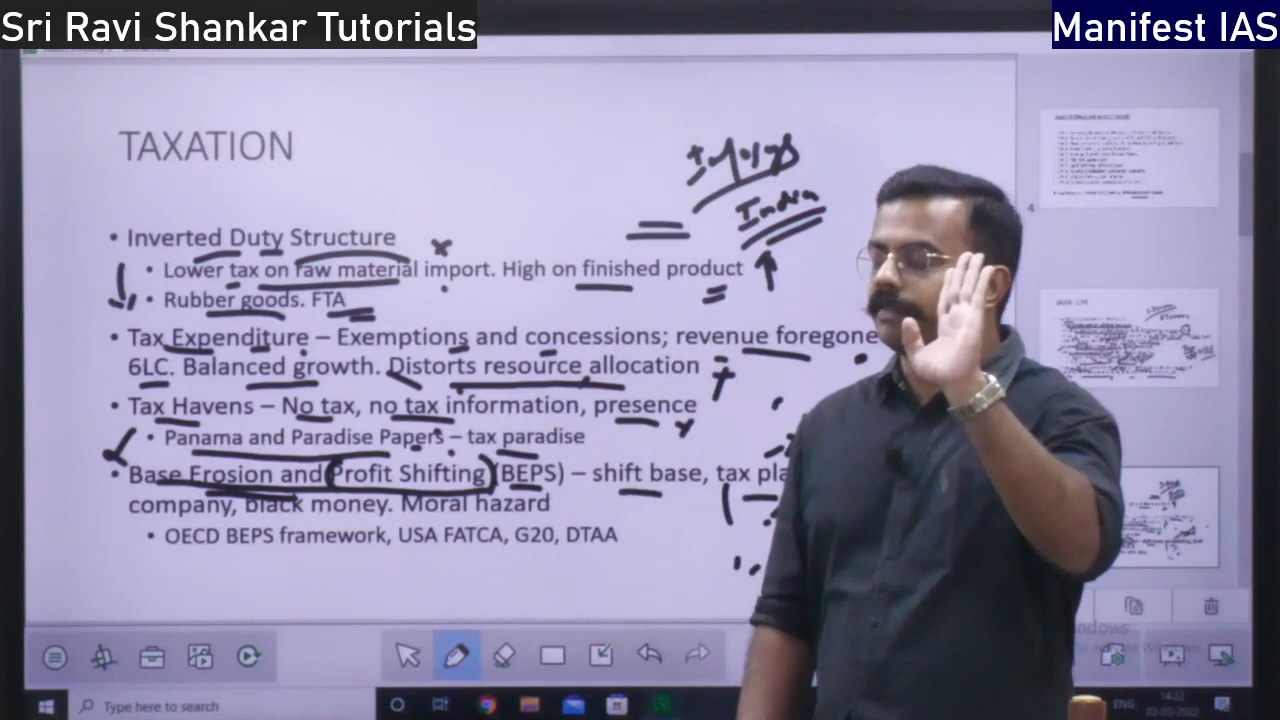 Sri Ravi Shankar Tutorials
Manifest IAS
TAXATION
India
• Inverted Duty Structure
• Lower tax on raw material import. High on finished product
• Rubber goods. FTA
• Tax Expenditure – Exemptions and concessions; revenue foregone
6LC. Balanced growth. Distorts resource allocation
• Tax Havens – No tax, no tax information, presence
• Panama and Paradise Papers – tax paradise
• Base Erosion and Profit Shifting (BEPS) – shift base, tax pla
company, black money. Moral hazard
• OECD BEPS framework, USA FATCA, G20, DTAA
4
Type here to search
ENG
14:22